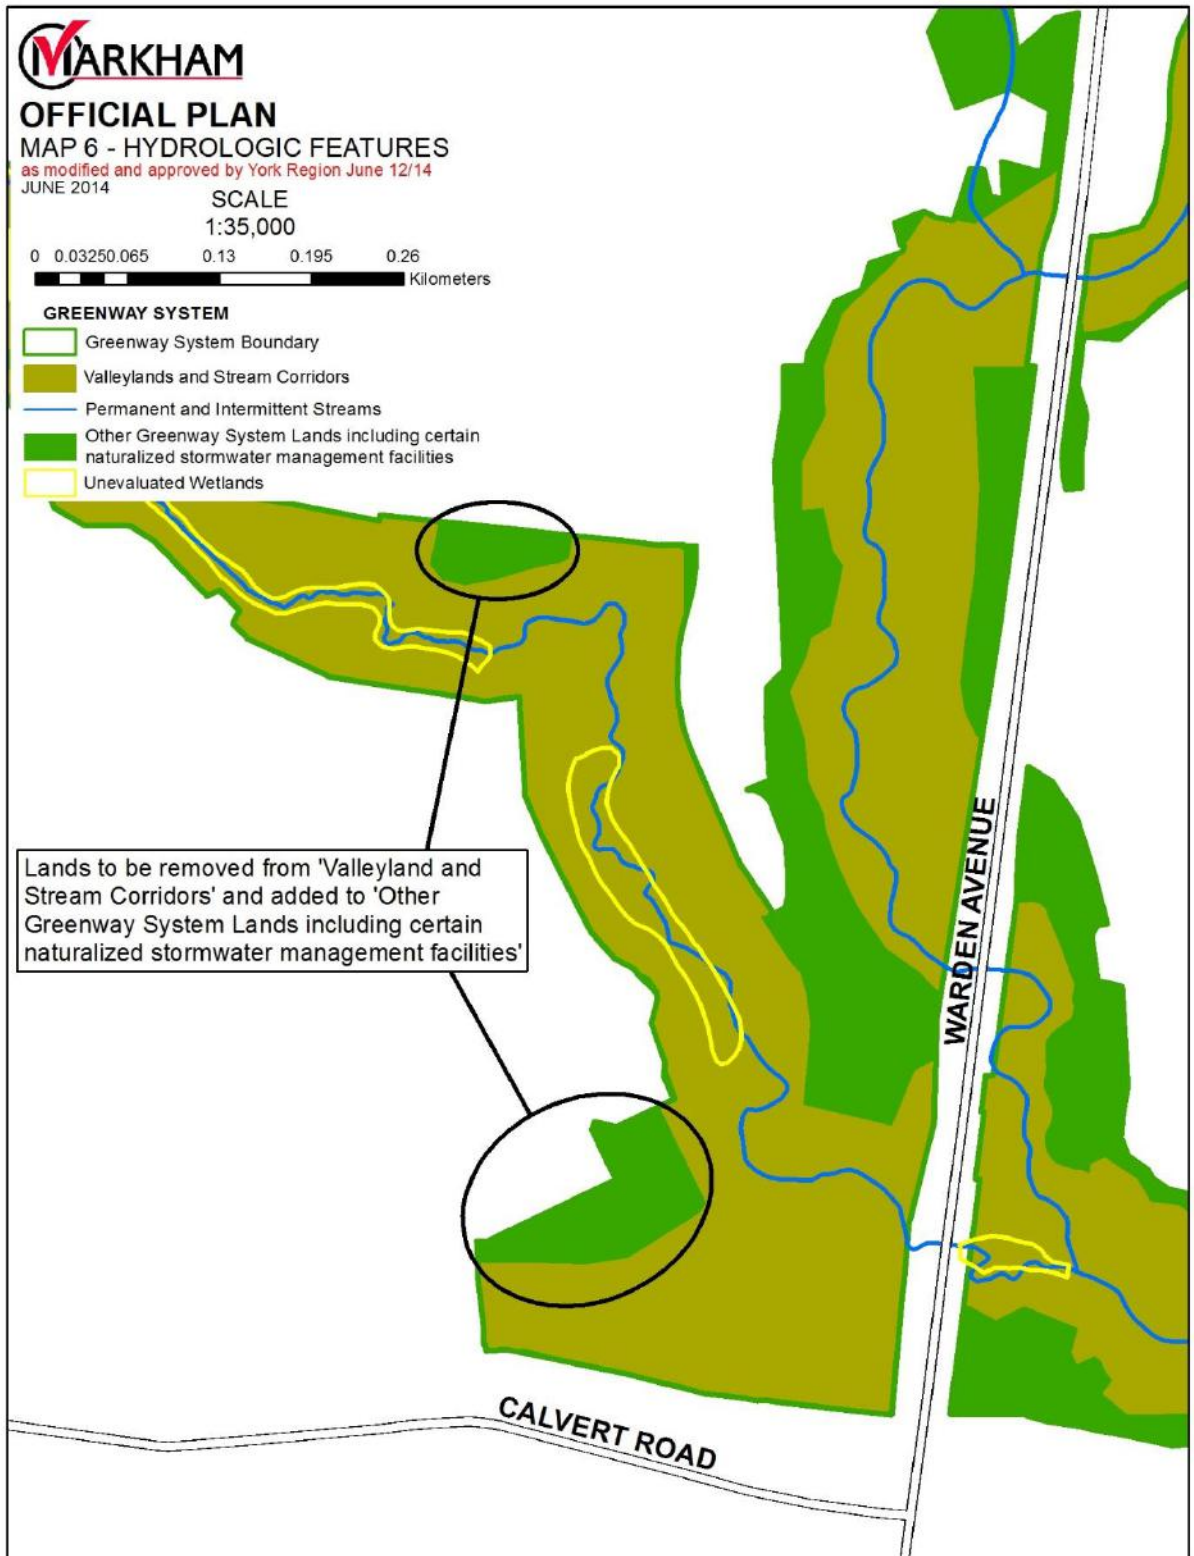 MARKHAM
OFFICIAL PLAN
MAP 6 - HYDROLOGIC FEATURES
as modified and approved by York Region June 12/14
JUNE 2014
SCALE
1:35,000
0 0.03250.065 0.13 0.195 0.26
Kilometers
GREENWAY SYSTEM
Greenway System Boundary
Valleylands and Stream Corridors
Permanent and Intermittent Streams
Other Greenway System Lands including certain
naturalized stormwater management facilities
Unevaluated Wetlands
Lands to be removed from 'Valleyland and
Stream Corridors' and added to 'Other
Greenway System Lands including certain
naturalized stormwater management facilities'
WARDEN AVENUE
CALVERT ROAD